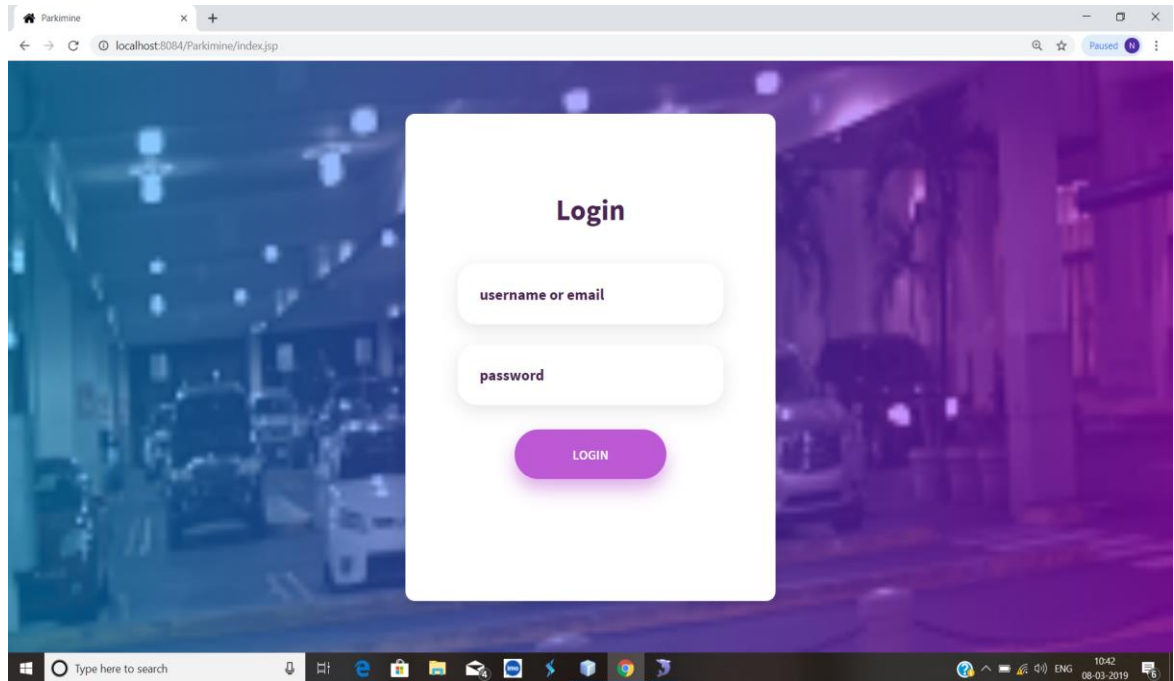 Parkimine
localhost:8084/Parkimine/index.jsp
Paused N
Login
username or email
password
LOGIN
Type here to search
ENG
10:42
08-03-2019